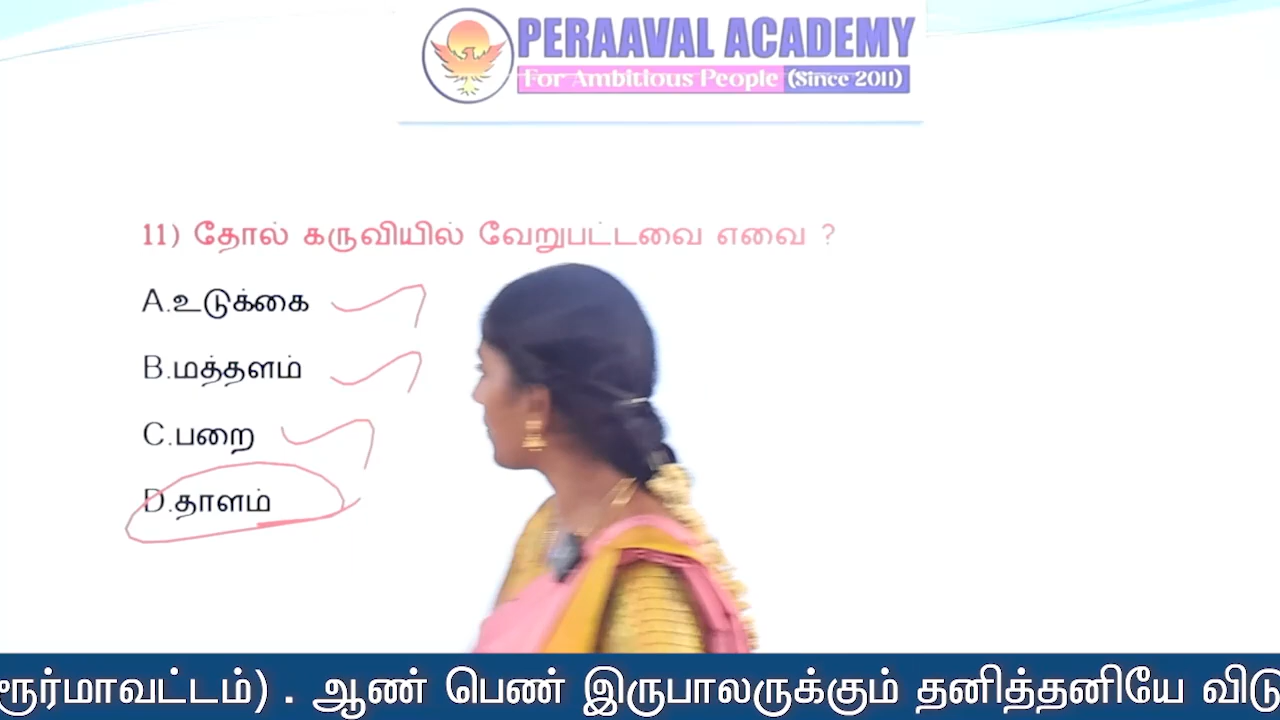 PERAAVAL ACADEMY
For Ambitious People (Since 2011)
11) தோல் கருவியில் வேறுபட்டவை எவை ?
A.உடுக்கை
B.மத்தளம்
C.பறை
D.தாளம்
ஆண் பெண் இருபாலருக்கும் தனித்தனியே